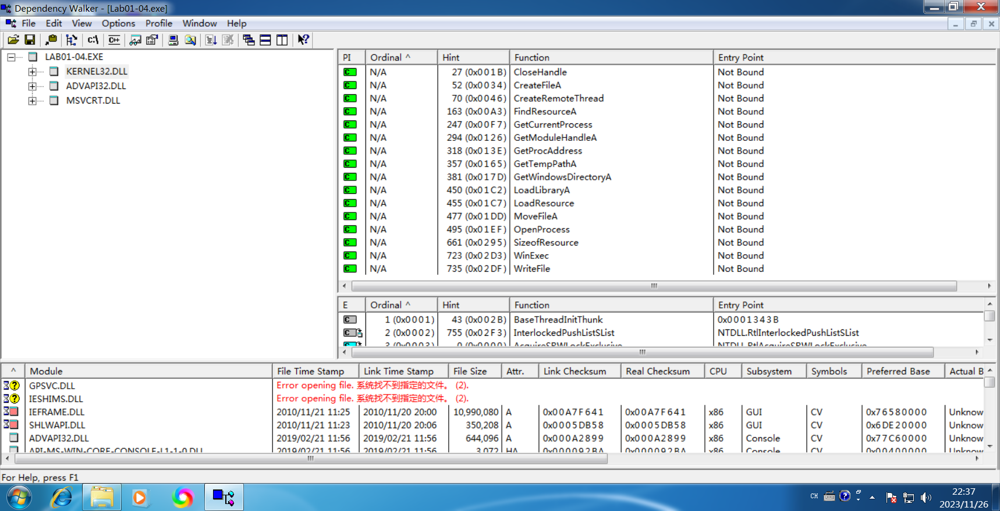 Dependency Walker - [Lab01-04.exe]
File Edit View Options Profile Window Help
c:\ C++
LAB01-04.EXE
KERNEL32.DLL
ADVAPI32.DLL
MSVCRT.DLL
PI Ordinal ^ Hint Function Entry Point
C N/A 27 (0x001B) CloseHandle Not Bound
C N/A 52 (0x0034) CreateFileA Not Bound
C N/A 70 (0x0046) CreateRemoteThread Not Bound
C N/A 163 (0x00A3) FindResourceA Not Bound
C N/A 247 (0x00F7) GetCurrentProcess Not Bound
C N/A 294 (0x0126) GetModuleHandleA Not Bound
C N/A 318 (0x013E) GetProcAddress Not Bound
C N/A 357 (0x0165) GetTempPathA Not Bound
C N/A 381 (0x017D) GetWindowsDirectoryA Not Bound
C N/A 450 (0x01C2) LoadLibraryA Not Bound
C N/A 455 (0x01C7) LoadResource Not Bound
C N/A 477 (0x01DD) MoveFileA Not Bound
C N/A 495 (0x01EF) OpenProcess Not Bound
C N/A 661 (0x0295) SizeofResource Not Bound
C N/A 723 (0x02D3) WinExec Not Bound
C N/A 735 (0x02DF) WriteFile Not Bound
E Ordinal ^ Hint Function Entry Point
C 1 (0x0001) 43 (0x002B) BaseThreadInitThunk 0x0001343B
C 2 (0x0002) 755 (0x02F3) InterlockedPushListSList NTDLL.RtlInterlockedPushListSList
C 3 (0x0003) 0 (0x0000) AcquireSRWLockExclusive NTDLL.RtlAcquireSRWLockExclusive
^ Module File Time Stamp Link Time Stamp File Size Attr. Link Checksum Real Checksum CPU Subsystem Symbols Preferred Base Actual B
? GPSVC.DLL Error opening file. 系统找不到指定的文件。 (2).
? IESHIMS.DLL Error opening file. 系统找不到指定的文件。 (2).
IEFRAME.DLL 2010/11/21 11:25 2010/11/20 20:00 10,990,080 A 0x00A7F641 0x00A7F641 x86 GUI CV 0x76580000 Unknow
SHLWAPI.DLL 2010/11/21 11:23 2010/11/20 20:06 350,208 A 0x0005DB58 0x0005DB58 x86 GUI CV 0x6DE20000 Unknow
ADVAPI32.DLL 2019/02/21 11:56 2019/02/21 11:56 644,096 A 0x000A2899 0x000A2899 x86 Console CV 0x77C60000 Unknow
API-MS-WIN-CORE-CONSOLE-L1-1-0.DLL 2019/02/21 11:56 2019/02/21 11:56 3,072 HA 0x000092BA 0x000092BA x86 Console CV 0x00400000 Unknow
For Help, press F1
CH
22:37
2023/11/26